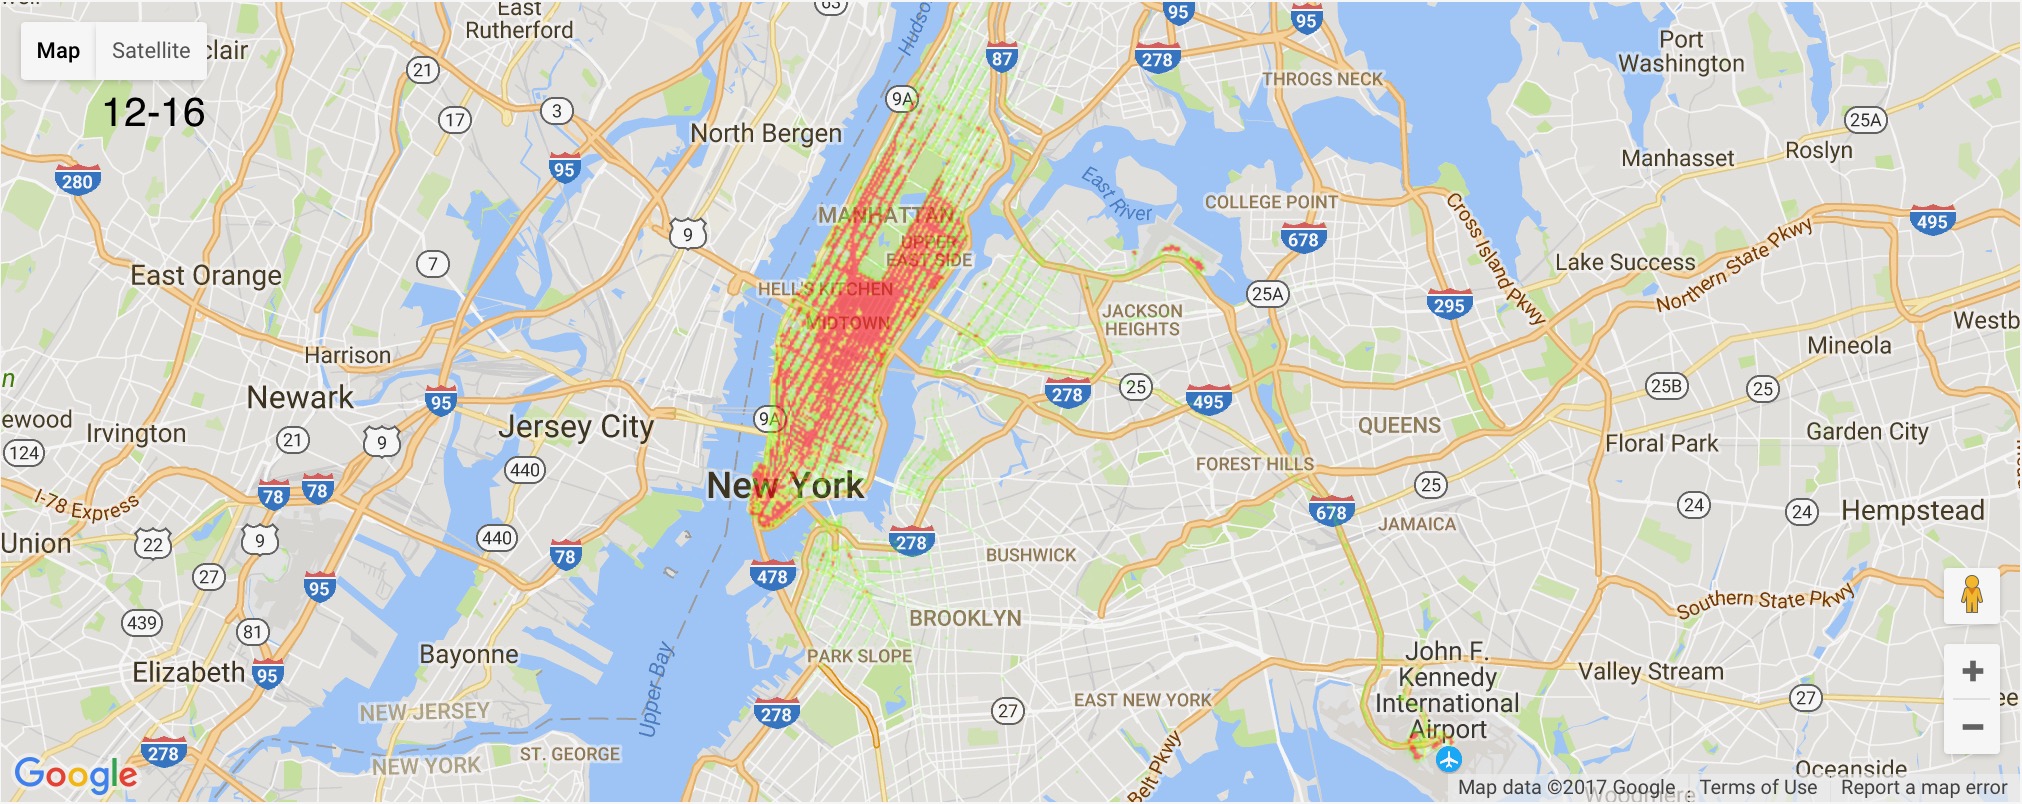 East
Rutherford
83
95
95
Map
Satellite
clair
Hudso
87
278
Port
Washington
21
THROGS NECK
9A
12-16
17
3
North Bergen
25A
280
95
Manhasset
Roslyn
East River
COLLEGE POINT
MANHATTAN
Cross Island Pkwy
495
9
678
UPPER
EAST SIDE
Northern State Pkwy
7
Lake Success
East Orange
HELL'S KITCHEN
25A
295
JACKSON
HEIGHTS
MIDTOWN
Westb
Harrison
Mineola
n
Newark
95
278
25
495
25B
25
ewood
Irvington
21
9
Jersey City
9A
QUEENS
Floral Park
Garden City
124
440
FOREST HILLS
I-78 Express
78
78
New York
25
24
24
Hempstead
678
JAMAICA
Union
22
9
440
78
278
BUSHWICK
27
95
478
439
81
BROOKLYN
Southern State Pkwy
Elizabeth
95
Bayonne
PARK SLOPE
John F.
Kennedy
International
Airport
Valley Stream
Upper Bay
NEW JERSEY
278
27
EAST NEW YORK
27
ee
278
NEW YORK
ST. GEORGE
Belt Pkwy
Oceanside
Google
Map data ©2017 Google
Terms of Use
Report a map error
Woodmere